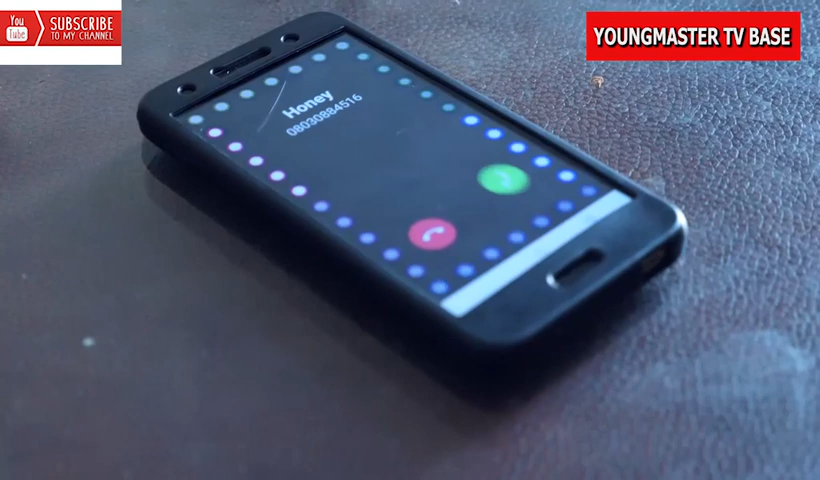 You
Tube
SUBSCRIBE
TO MY CHANNEL
YOUNGMASTER TV BASE
Honey
08030884516